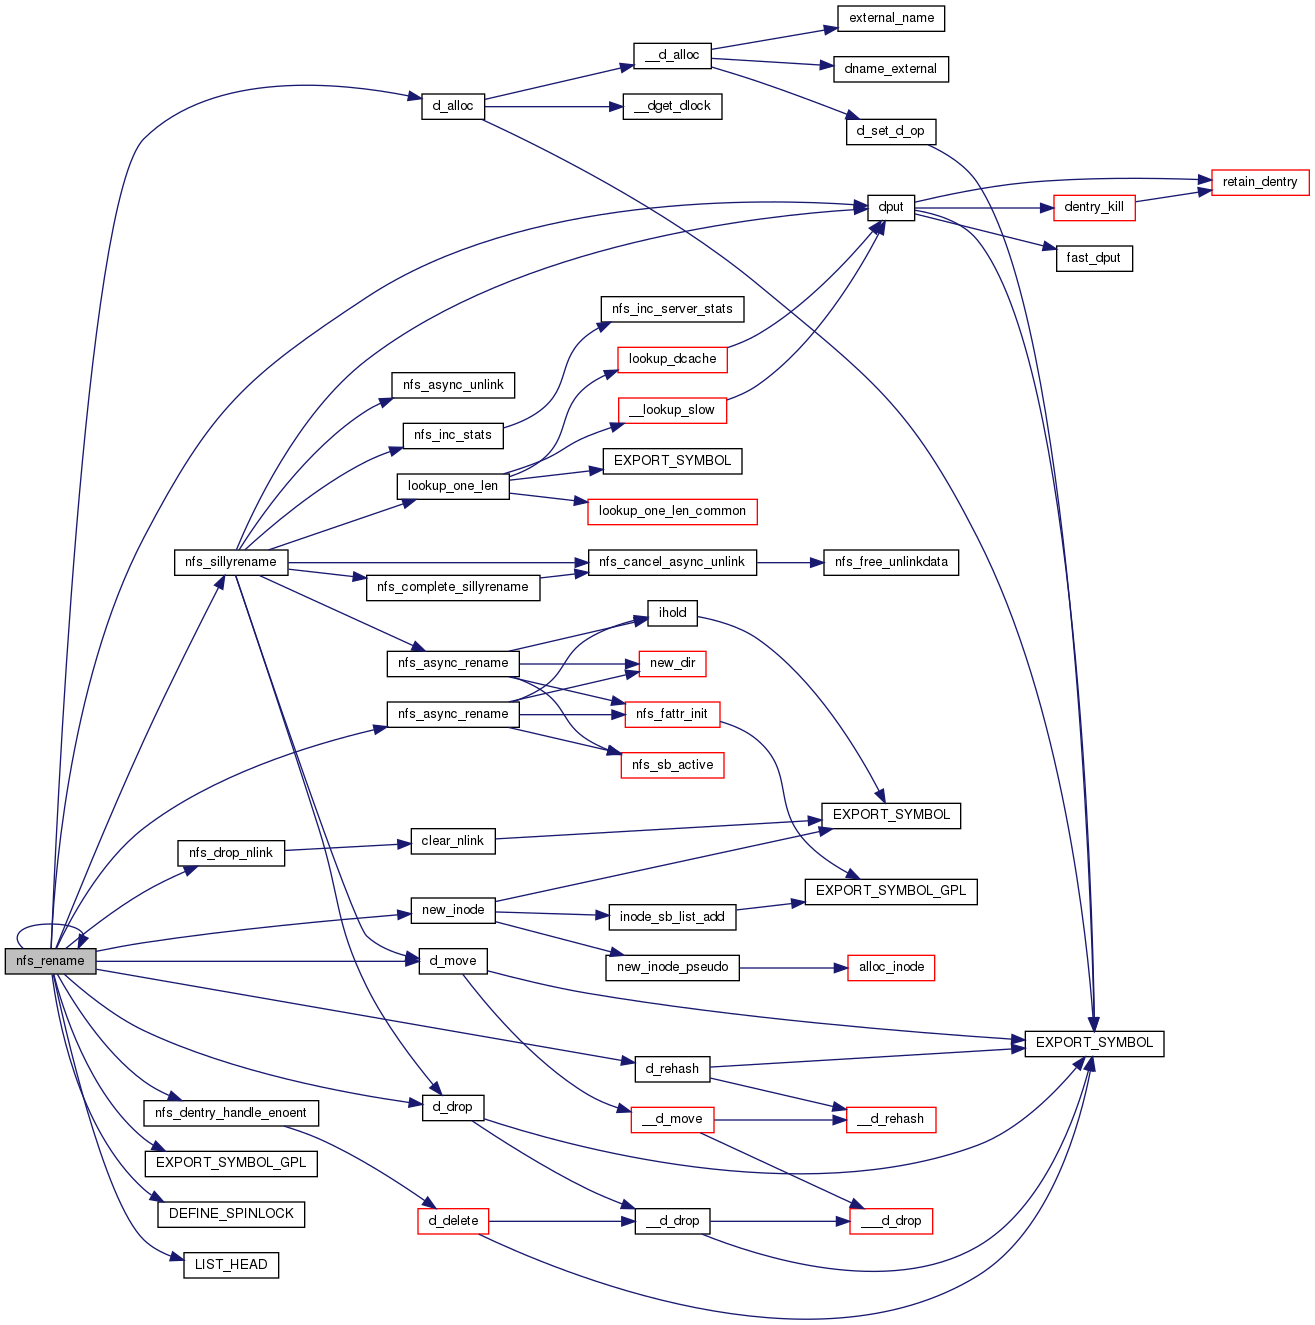 external_name
__d_alloc
dname_external
d_alloc
__dget_dlock
d_set_d_op
retain_dentry
dput
dentry_kill
fast_dput
nfs_inc_server_stats
lookup_dcache
nfs_async_unlink
__lookup_slow
nfs_inc_stats
EXPORT_SYMBOL
lookup_one_len
lookup_one_len_common
nfs_sillyrename
nfs_cancel_async_unlink
nfs_free_unlinkdata
nfs_complete_sillyrename
ihold
nfs_async_rename
new_dir
nfs_async_rename
nfs_fattr_init
nfs_sb_active
EXPORT_SYMBOL
clear_nlink
nfs_drop_nlink
EXPORT_SYMBOL_GPL
new_inode
inode_sb_list_add
nfs_rename
d_move
new_inode_pseudo
alloc_inode
EXPORT_SYMBOL
d_rehash
d_drop
nfs_dentry_handle_enoent
__d_move
__d_rehash
EXPORT_SYMBOL_GPL
DEFINE_SPINLOCK
d_delete
__d_drop
___d_drop
LIST_HEAD